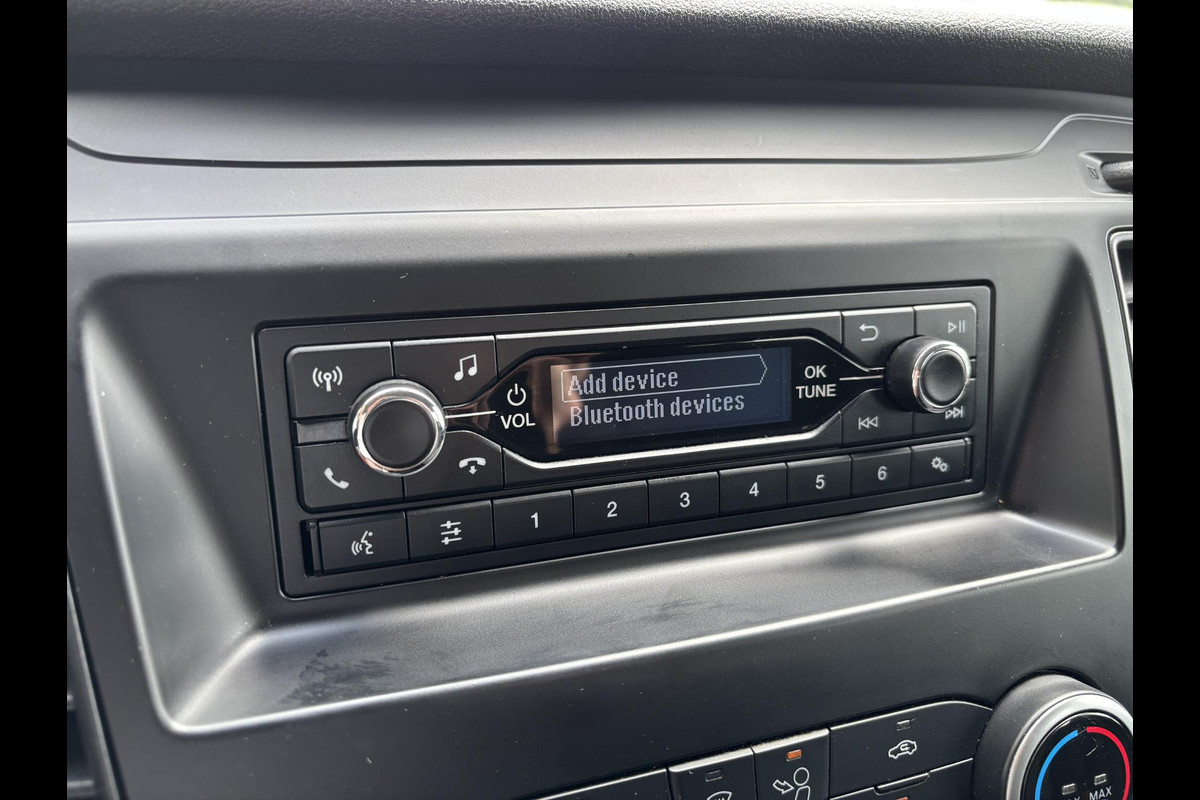 Add device
Bluetooth devices
VOL
OK
TUNE
1 2 3 4 5 6
MAX